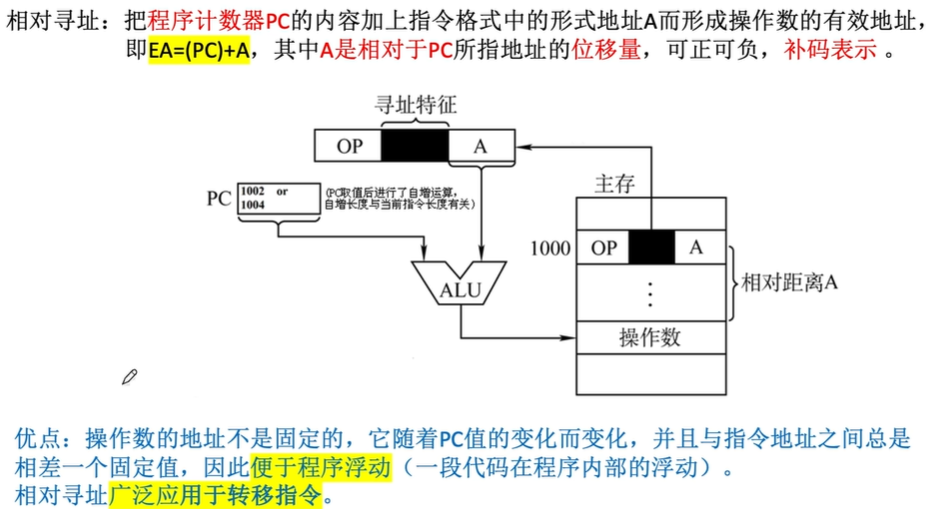 相对寻址：把程序计数器PC的内容加上指令格式中的形式地址A而形成操作数的有效地址，
即EA=(PC)+A，其中A是相对于PC所指地址的位移量，可正可负，补码表示 。
寻址特征
OP A
PC 1002 or (PC取值后进行了自增运算，
1004 自增长度与当前指令长度有关)
主存
1000 OP A
ALU
⋮
相对距离A
操作数
优点：操作数的地址不是固定的，它随着PC值的变化而变化，并且与指令地址之间总是
相差一个固定值，因此便于程序浮动（一段代码在程序内部的浮动）。
相对寻址广泛应用于转移指令。